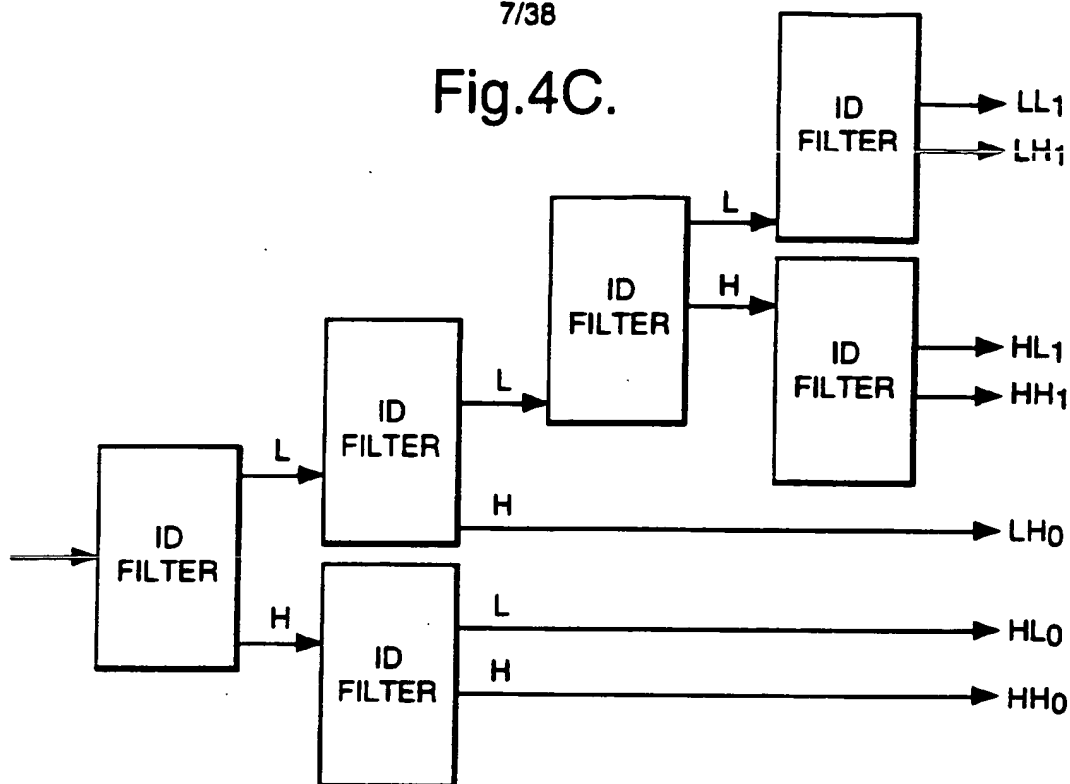 7/38
Fig.4C.
ID
FILTER
LL1
LH1
L
ID
FILTER
H
ID
FILTER
HL1
HH1
L
ID
FILTER
L
H
LH0
ID
FILTER
H
ID
FILTER
L
HL0
H
HH0